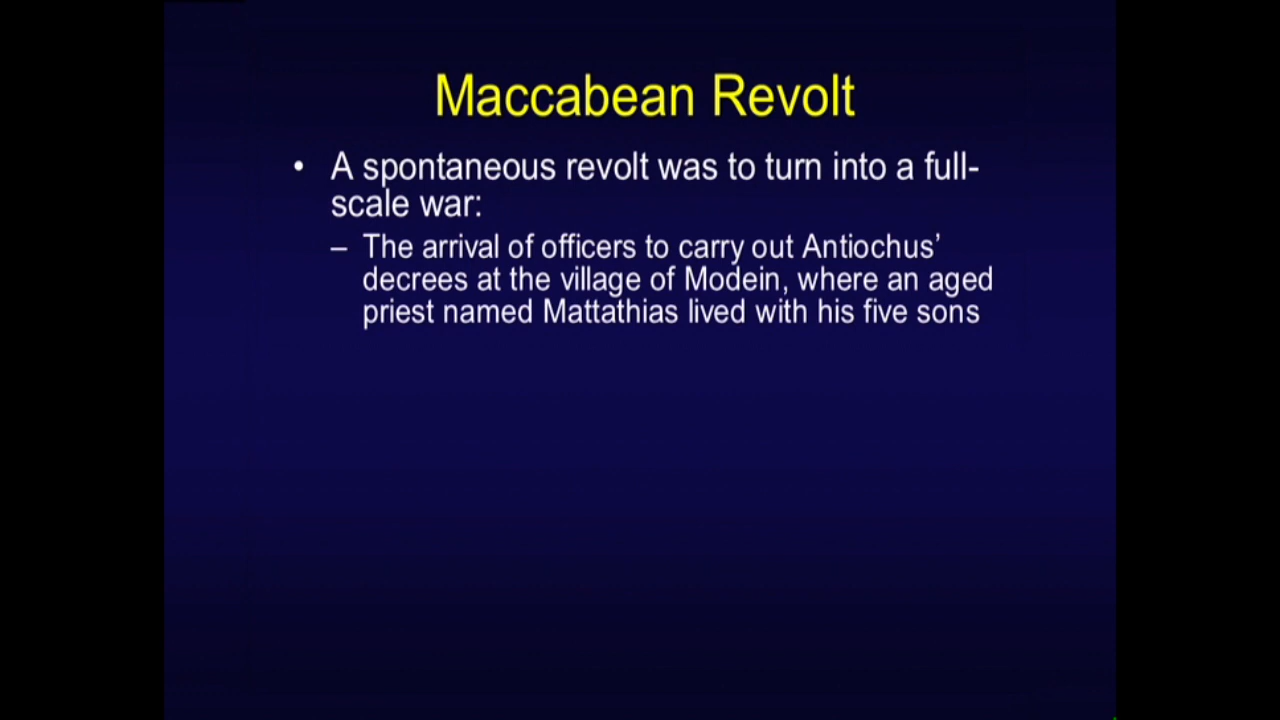 Maccabean Revolt
• A spontaneous revolt was to turn into a full-
scale war:
– The arrival of officers to carry out Antiochus’
decrees at the village of Modein, where an aged
priest named Mattathias lived with his five sons